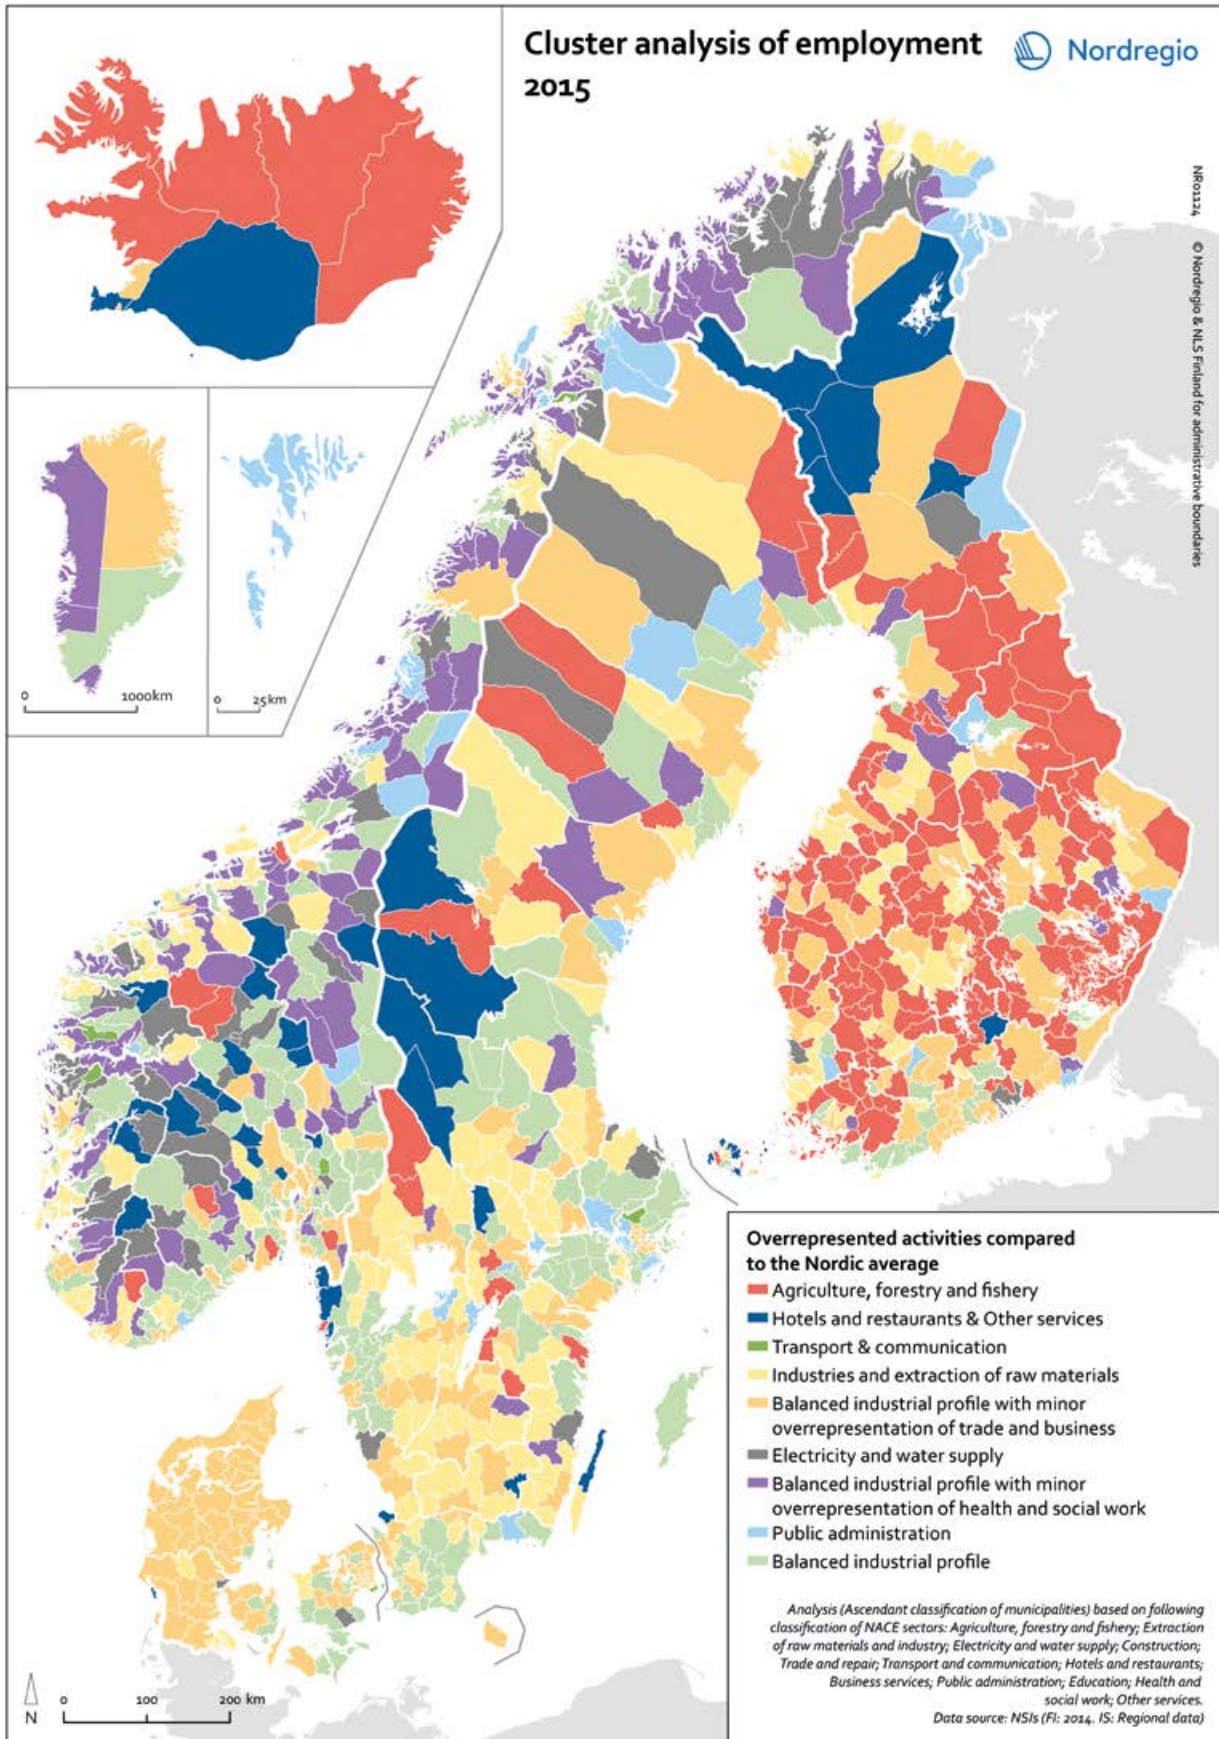 Cluster analysis of employment
2015
Nordregio
NR01124 © Nordregio & NLS Finland for administrative boundaries
0 1000km
0 25km
Overrepresented activities compared
to the Nordic average
Agriculture, forestry and fishery
Hotels and restaurants & Other services
Transport & communication
Industries and extraction of raw materials
Balanced industrial profile with minor
overrepresentation of trade and business
Electricity and water supply
Balanced industrial profile with minor
overrepresentation of health and social work
Public administration
Balanced industrial profile
Analysis (Ascendant classification of municipalities) based on following
classification of NACE sectors: Agriculture, forestry and fishery; Extraction
of raw materials and industry; Electricity and water supply; Construction;
Trade and repair; Transport and communication; Hotels and restaurants;
Business services; Public administration; Education; Health and
social work; Other services.
Data source: NSIs (FI: 2014. IS: Regional data)
N
0 100 200 km